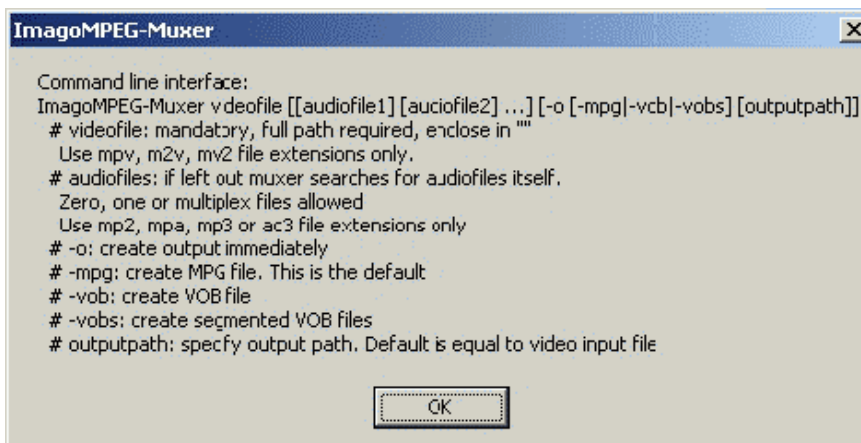 ImagoMPEG-Muxer
Command line interface:
ImagoMPEG-Muxer videofile [[audiofile1] [audiofile2] ...] [-o [-mpg|-vob|-vobs] [outputpath]]
# videofile: mandatory, full path required, enclose in ""
Use mpv, m2v, mv2 file extensions only.
# audiofiles: if left out muxer searches for audiofiles itself.
Zero, one or multiplex files allowed
Use mp2, mpa, mp3 or ac3 file extensions only
# -o: create output immediately
# -mpg: create MPG file. This is the default
# -vob: create VOB file
# -vobs: create segmented VOB files
# outputpath: specfy output path. Default is equal to video input file
OK